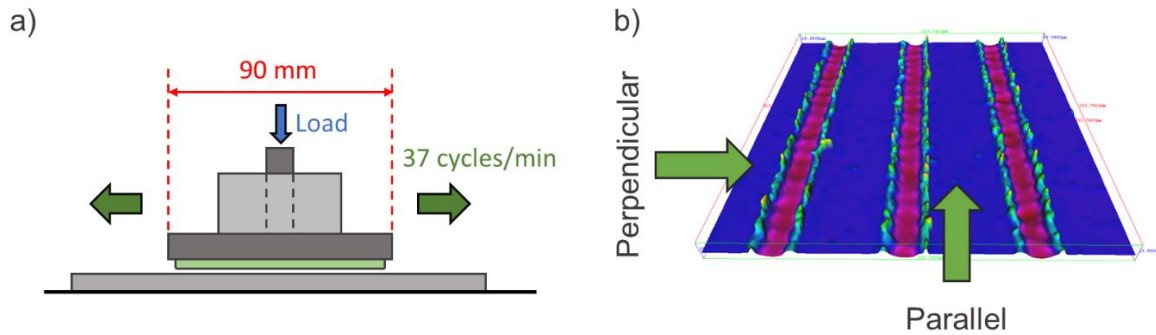 a)
90 mm
Load
37 cycles/min
b)
Perpendicular
Parallel